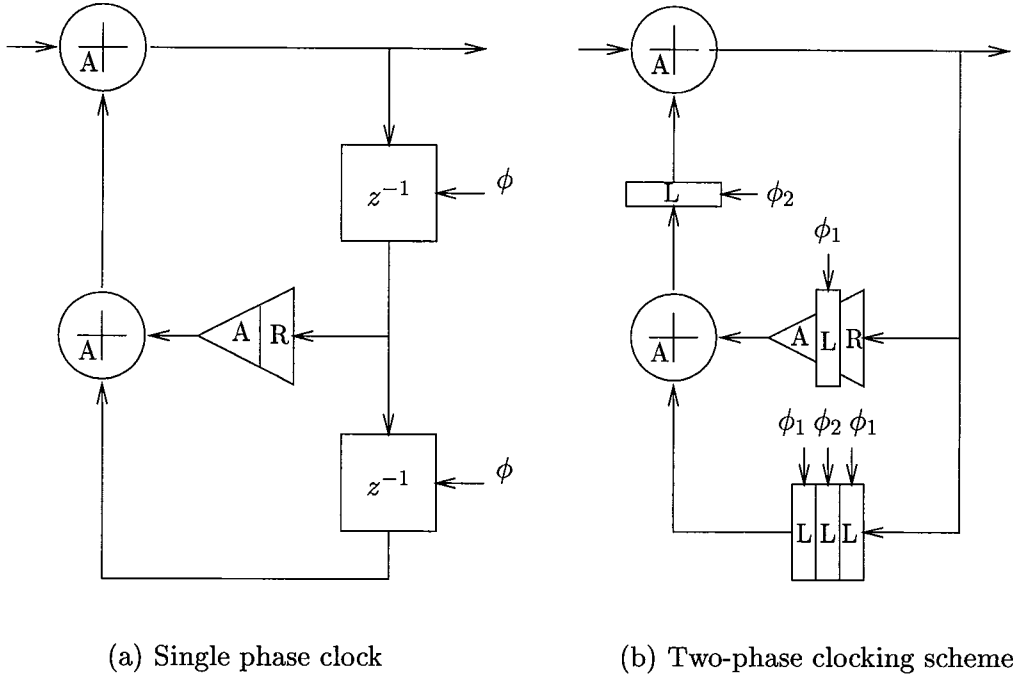 A
A
z⁻¹
ϕ
L
ϕ₂
ϕ₁
A
A
R
A
A
L
R
ϕ₁ ϕ₂ ϕ₁
z⁻¹
ϕ
L L L
(a) Single phase clock
(b) Two-phase clocking scheme